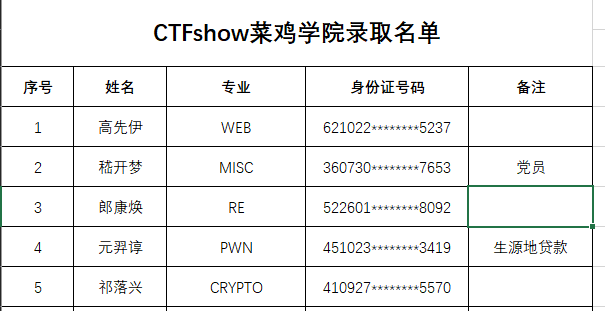 CTFshow菜鸡学院录取名单
序号 姓名 专业 身份证号码 备注
1 高先伊 WEB 621022********5237
2 嵇开梦 MISC 360730********7653 党员
3 郎康焕 RE 522601********8092
4 元羿谆 PWN 451023********3419 生源地贷款
5 祁落兴 CRYPTO 410927********5570